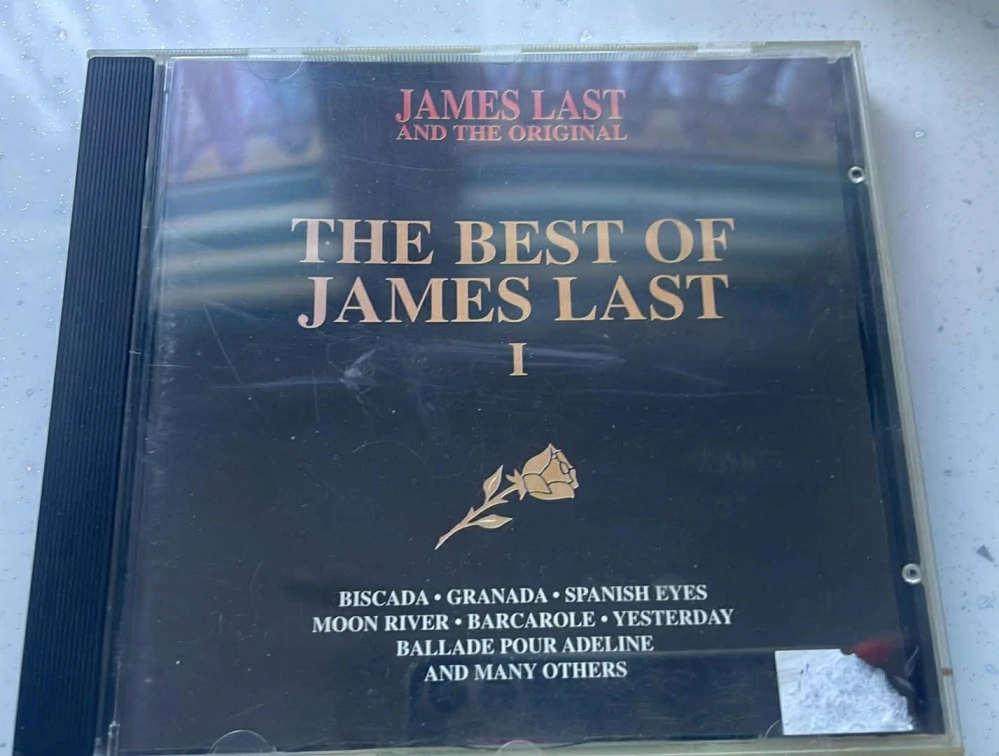 JAMES LAST
AND THE ORIGINAL
THE BEST OF
JAMES LAST
I
BISCADA • GRANADA • SPANISH EYES
MOON RIVER • BARCAROLE • YESTERDAY
BALLADE POUR ADELINE
AND MANY OTHERS